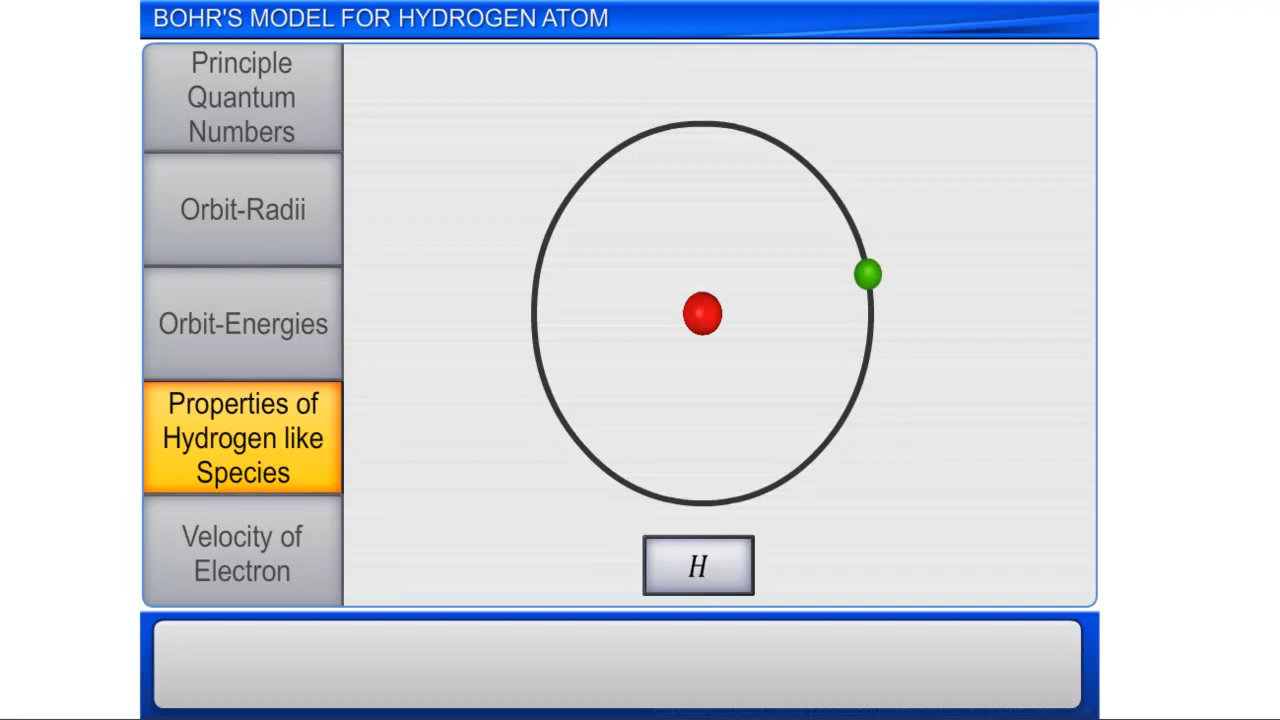 BOHR'S MODEL FOR HYDROGEN ATOM
Principle
Quantum
Numbers
Orbit-Radii
Orbit-Energies
Properties of
Hydrogen like
Species
Velocity of
Electron
H